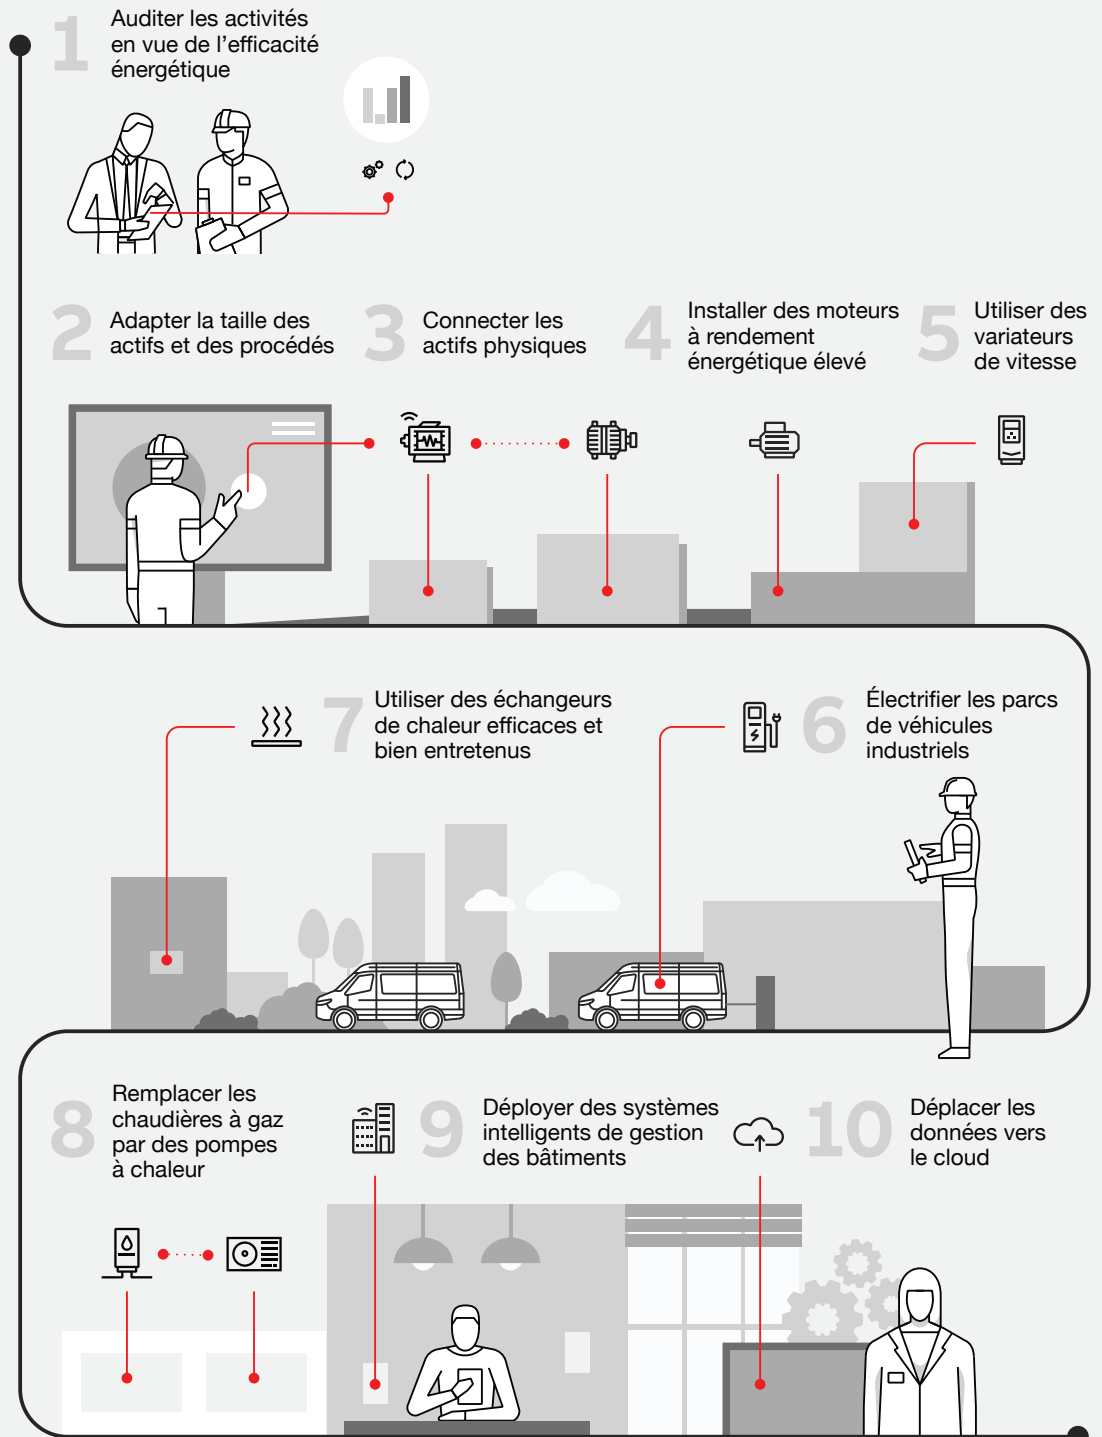 1
Auditer les activités
en vue de l’efficacité
énergétique
2
Adapter la taille des
actifs et des procédés
3
Connecter les
actifs physiques
4
Installer des moteurs
à rendement
énergétique élevé
5
Utiliser des
variateurs
de vitesse
6
Électrifier les parcs
de véhicules
industriels
7
Utiliser des échangeurs
de chaleur efficaces et
bien entretenus
8
Remplacer les
chaudières à gaz
par des pompes
à chaleur
9
Déployer des systèmes
intelligents de gestion
des bâtiments
10
Déplacer les
données vers
le cloud